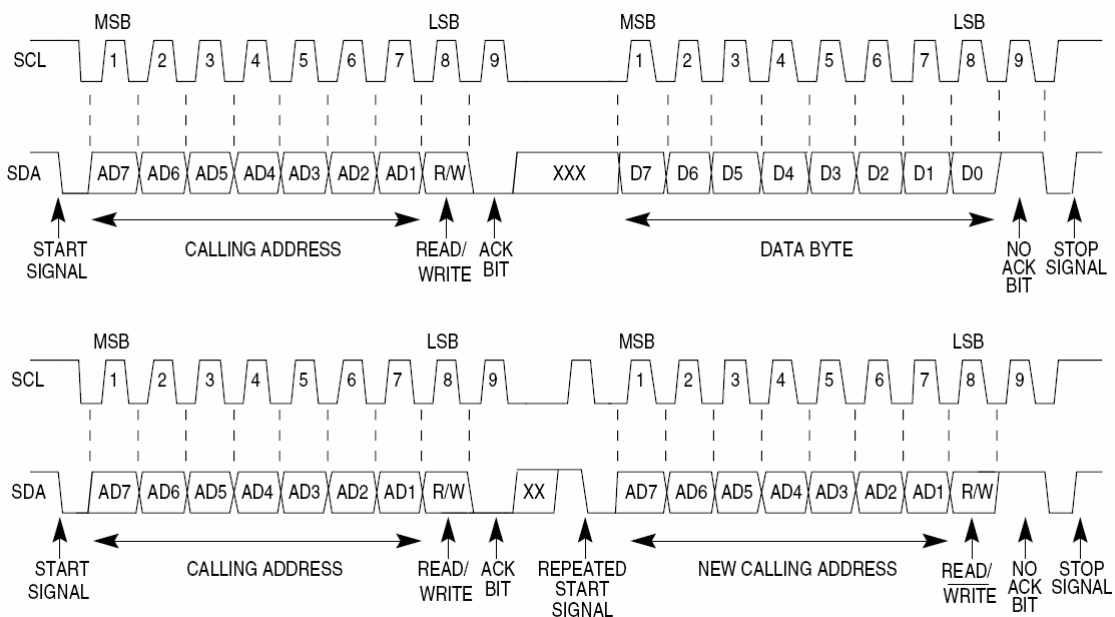 MSB LSB MSB LSB
SCL 1 2 3 4 5 6 7 8 9 1 2 3 4 5 6 7 8 9
SDA AD7 AD6 AD5 AD4 AD3 AD2 AD1 R/W XXX D7 D6 D5 D4 D3 D2 D1 D0
START SIGNAL CALLING ADDRESS READ/WRITE ACK BIT DATA BYTE NO ACK BIT STOP SIGNAL
MSB LSB MSB LSB
SCL 1 2 3 4 5 6 7 8 9 1 2 3 4 5 6 7 8 9
SDA AD7 AD6 AD5 AD4 AD3 AD2 AD1 R/W XX AD7 AD6 AD5 AD4 AD3 AD2 AD1 R/W
START SIGNAL CALLING ADDRESS READ/WRITE ACK BIT REPEATED START SIGNAL NEW CALLING ADDRESS READ/WRITE NO ACK BIT STOP SIGNAL